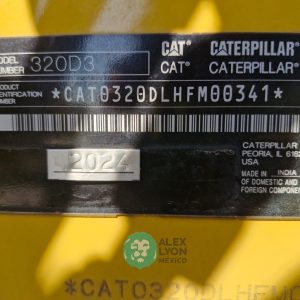 MODEL NUMBER 320D3 CAT® CATERPILLAR®
CAT® CATERPILLAR®
PRODUCT IDENTIFICATION NUMBER *CAT0320DLHFM00341*
2024
CATERPILLAR
PEORIA, IL
USA
MADE IN INDIA
OF DOMESTIC AND
FOREIGN COMPONE
ALEX
LYON
MEXICO
*CAT0320DLHFM